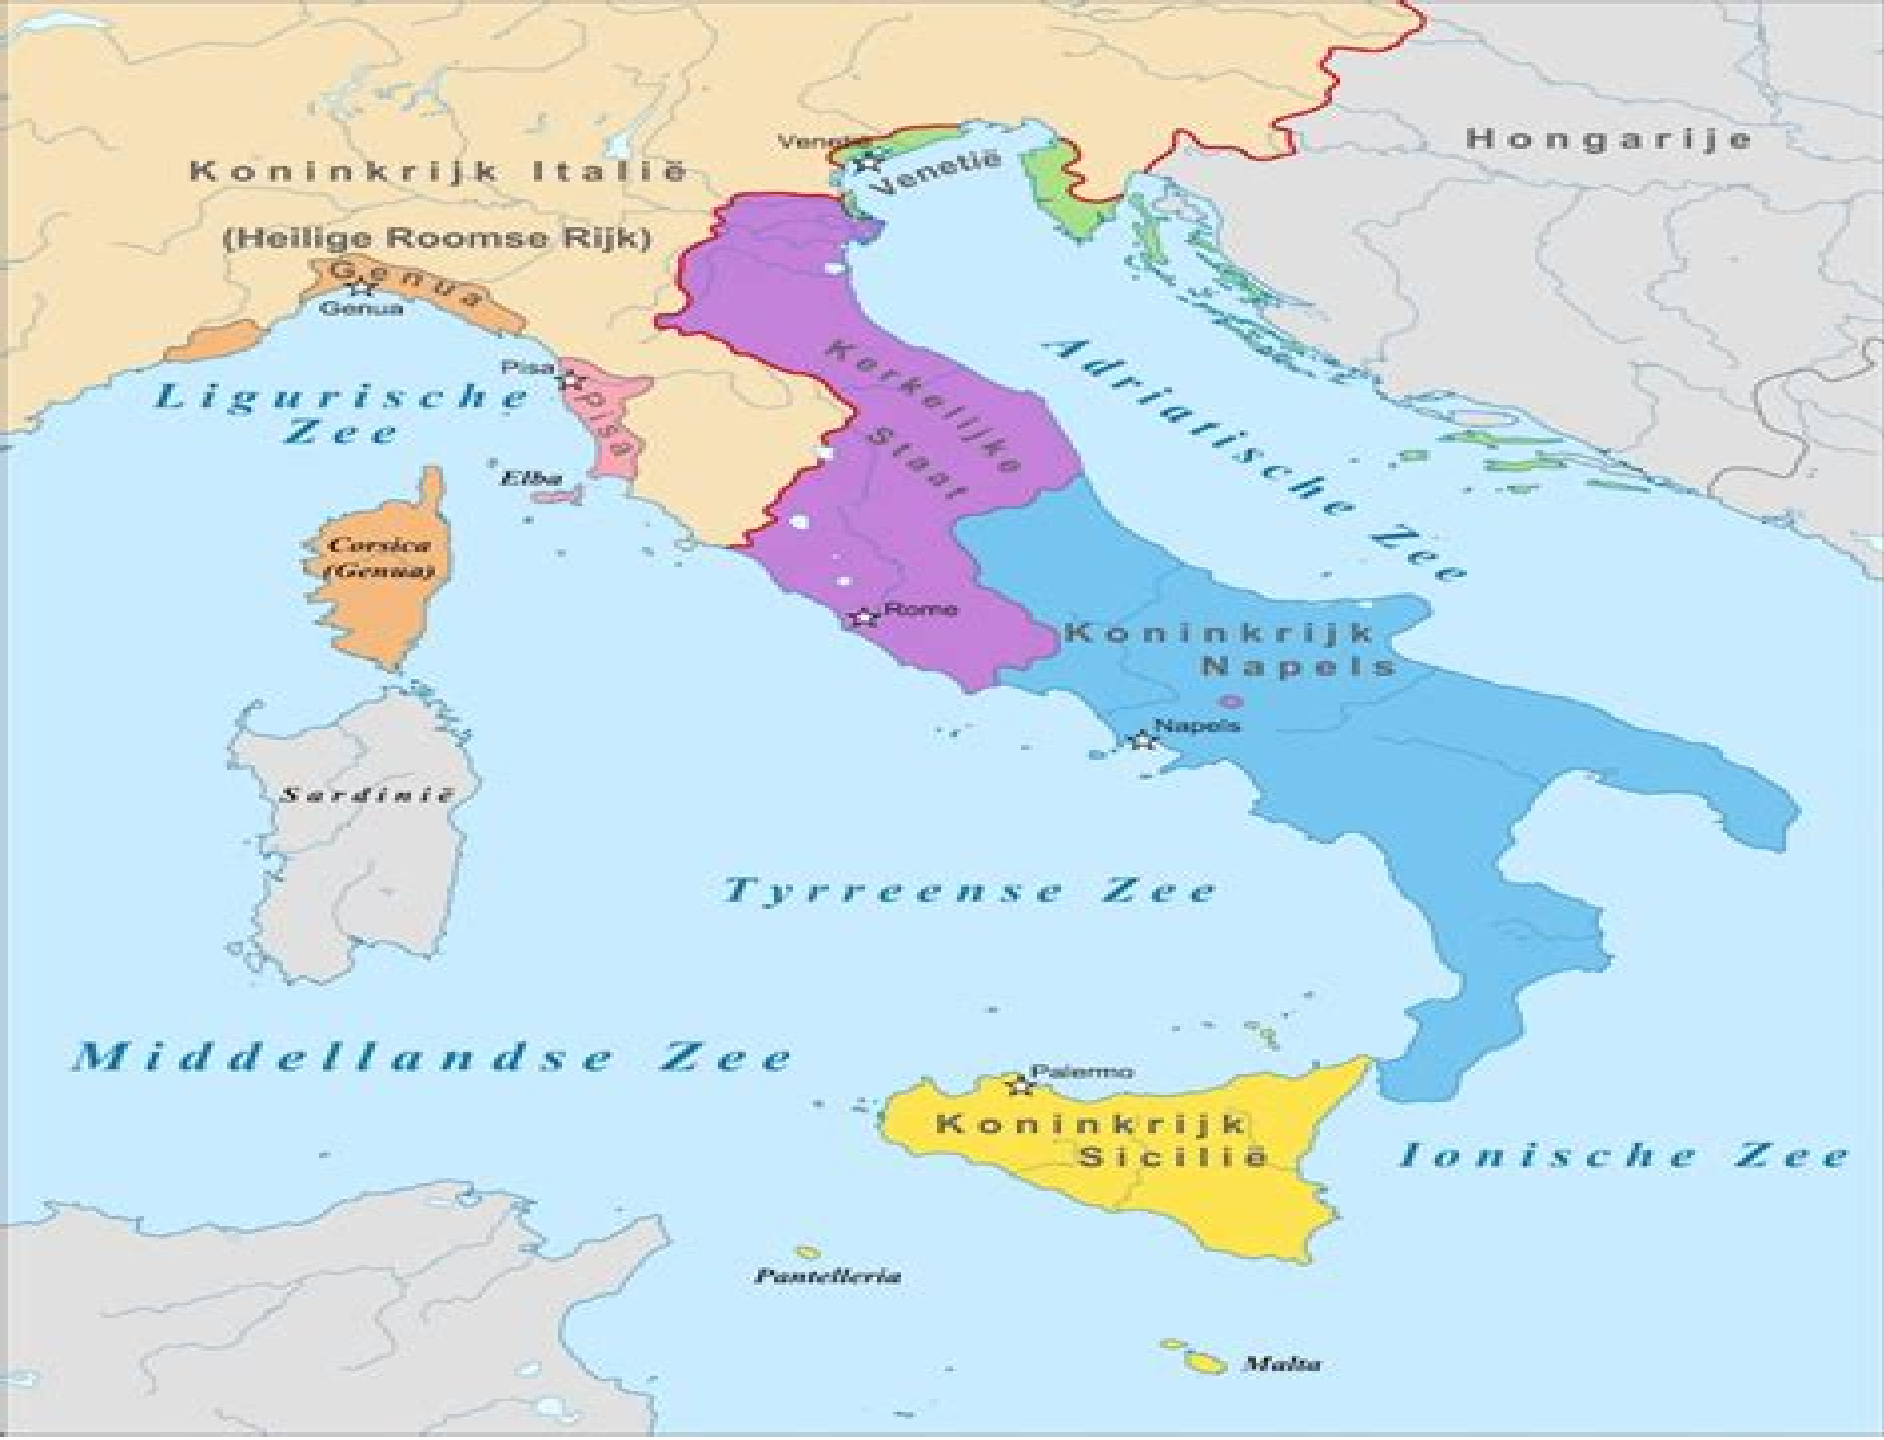 Hongarije
Venetië
Venetië
Koninkrijk Italië
(Heilige Roomse Rijk)
Genua
Genua
Pisa
Pisa
Ligurische
Zee
Elba
Kerkelijke
Staat
Adriatische Zee
Corsica
(Genua)
Rome
Koninkrijk
Napels
Napels
Sardinië
Tyrreense Zee
Middellandse Zee
Palermo
Koninkrijk
Sicilië
Ionische Zee
Pantelleria
Malta